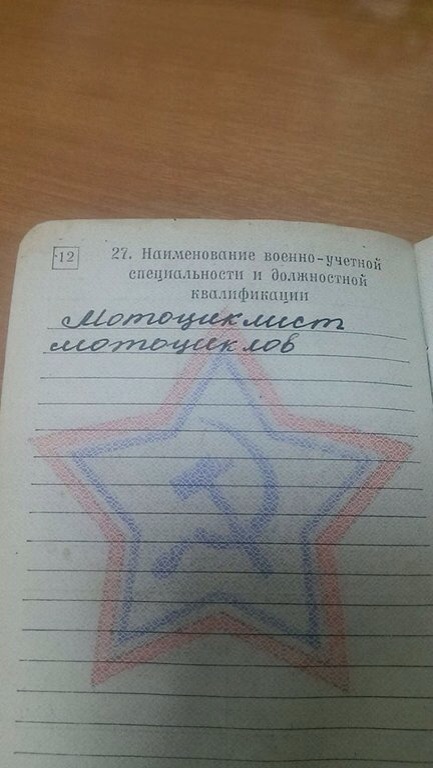 12
27. Наименование военно-учетной
специальности и должностной
квалификации
Мотоциклист
мотоциклов